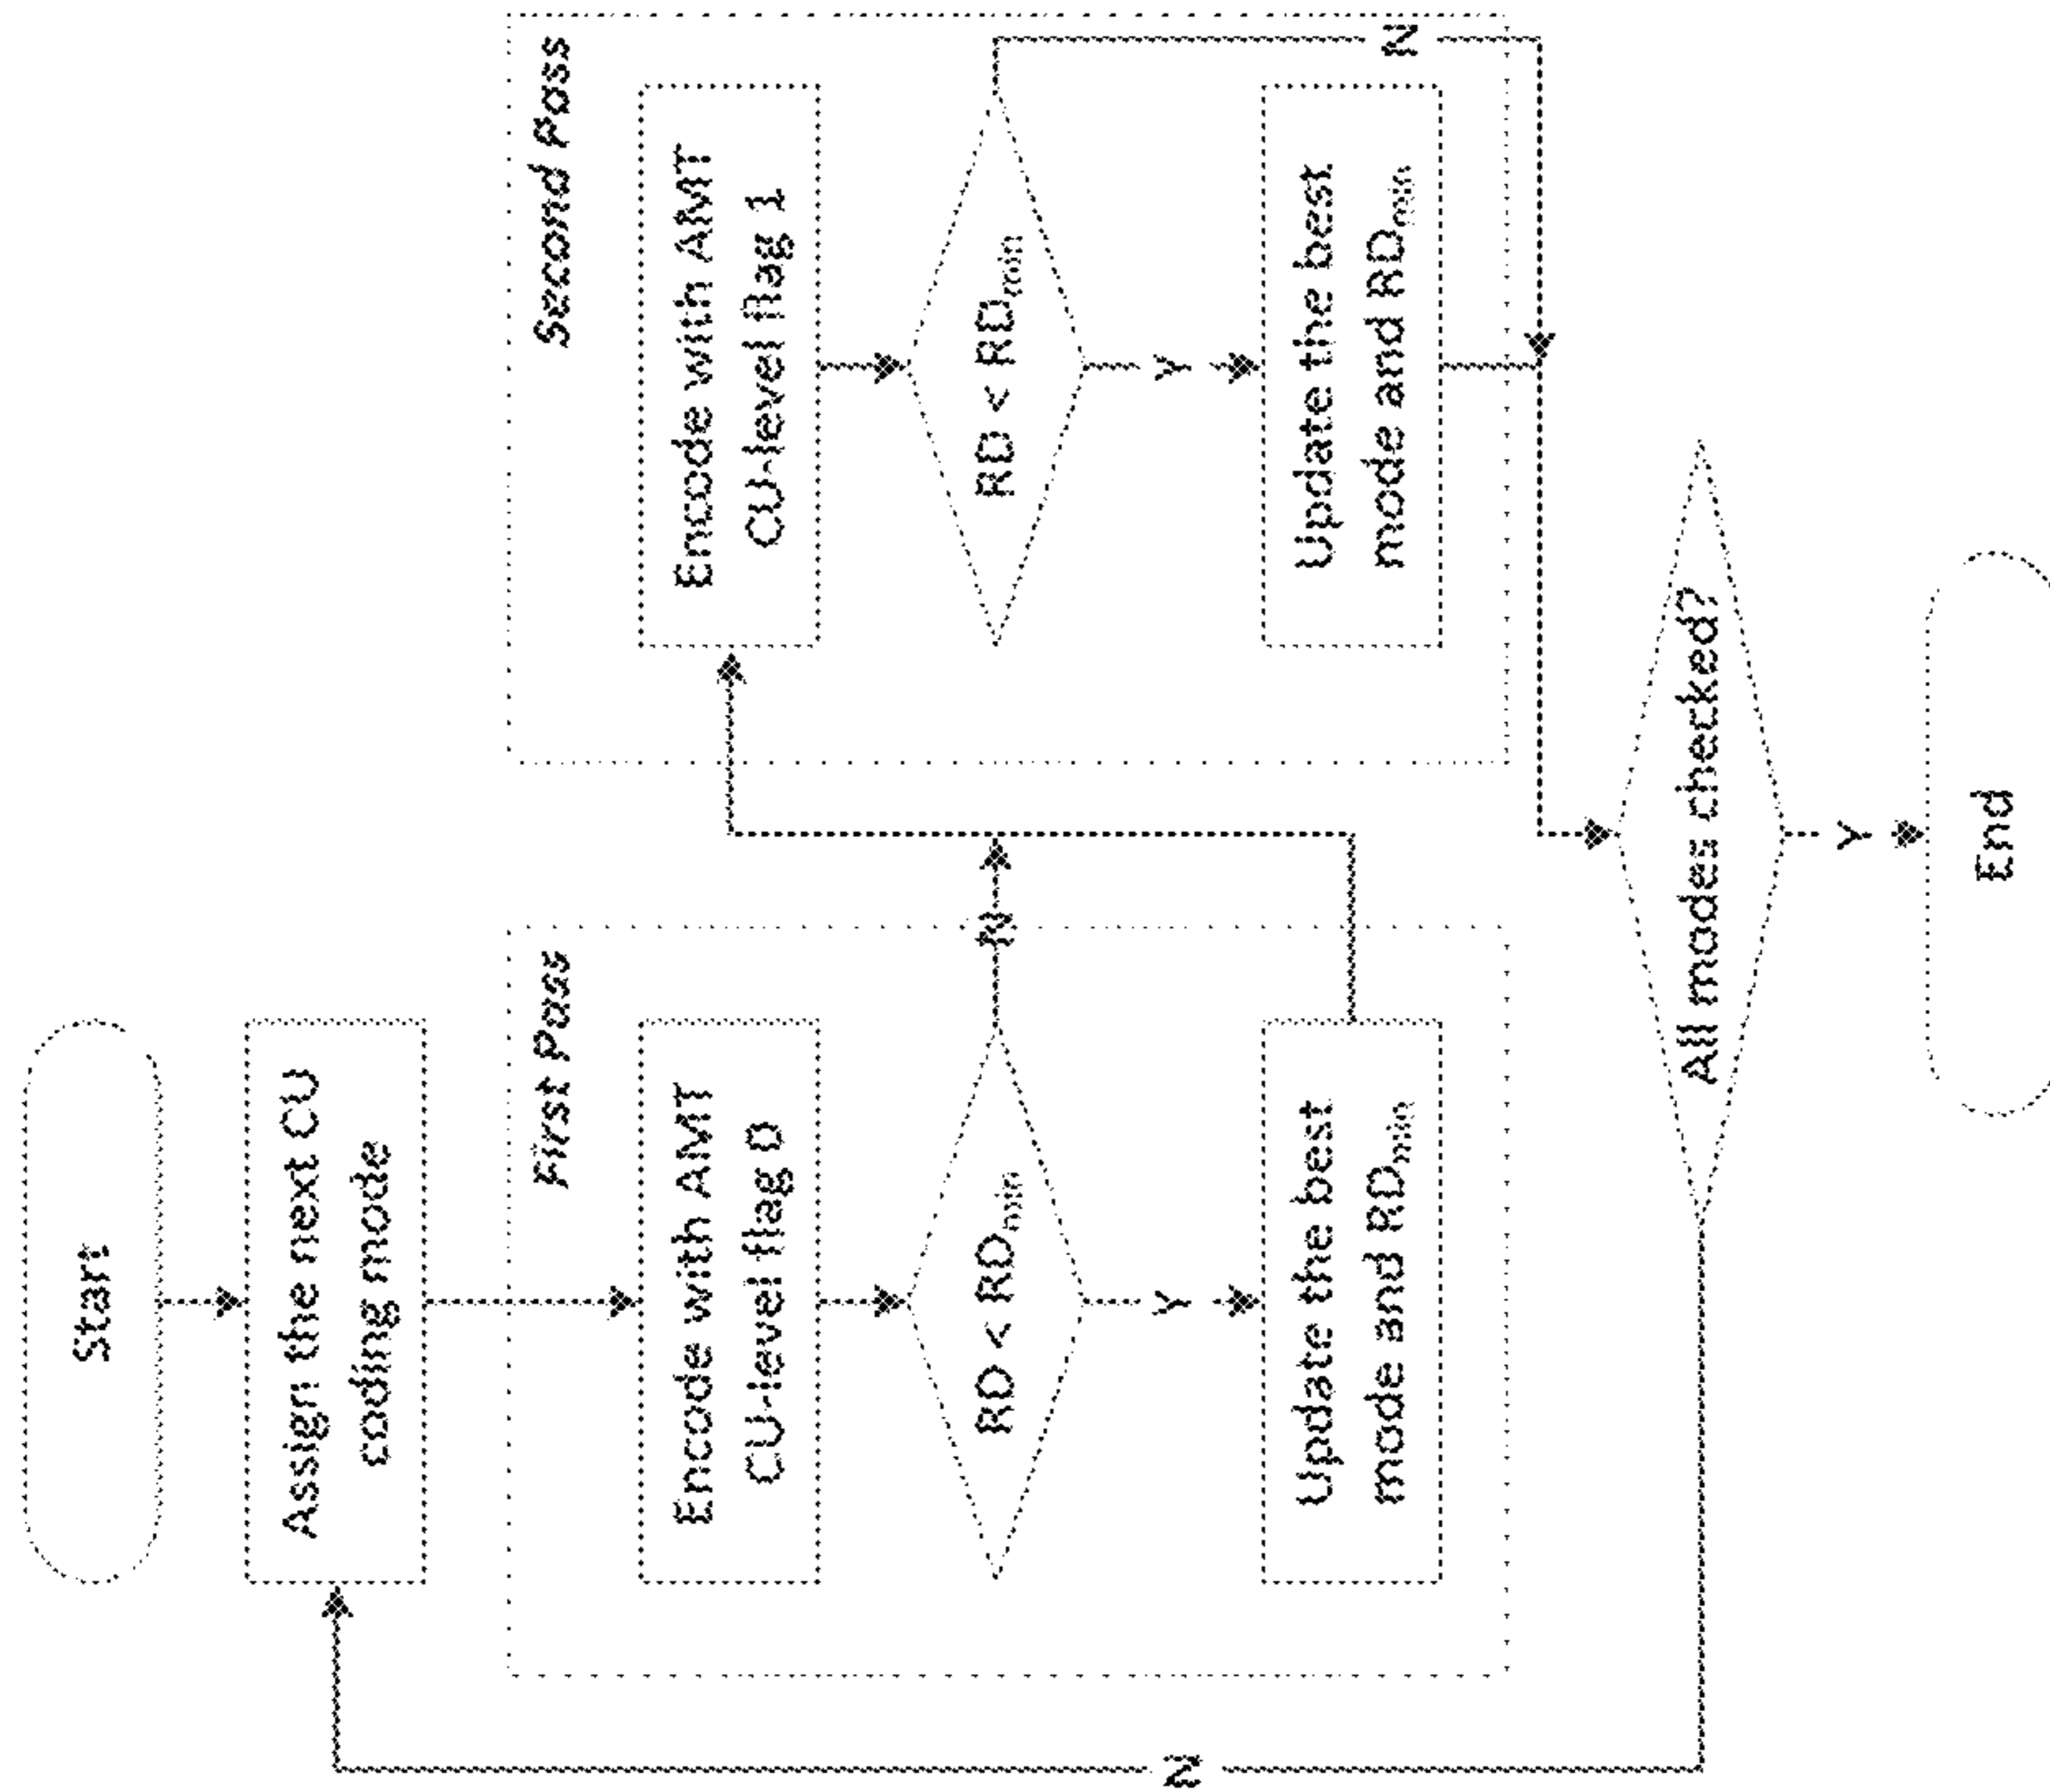 Start
Assign the next CU
coding mode
First Pass
Encode with AMT
CU-level flag 0
RD < RDmin
N
Y
Update the best
mode and RDmin
Second Pass
Encode with AMT
CU-level flag 1
RD < RDmin
N
Y
Update the best
mode and RDmin
All modes checked?
N
Y
End